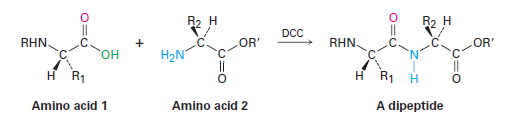 O R₂ H O R₂ H
RHN C C OH + H₂N C C OR' DCC RHN C C N C C OR'
H R₁ O H R₁ H O
Amino acid 1 Amino acid 2 A dipeptide